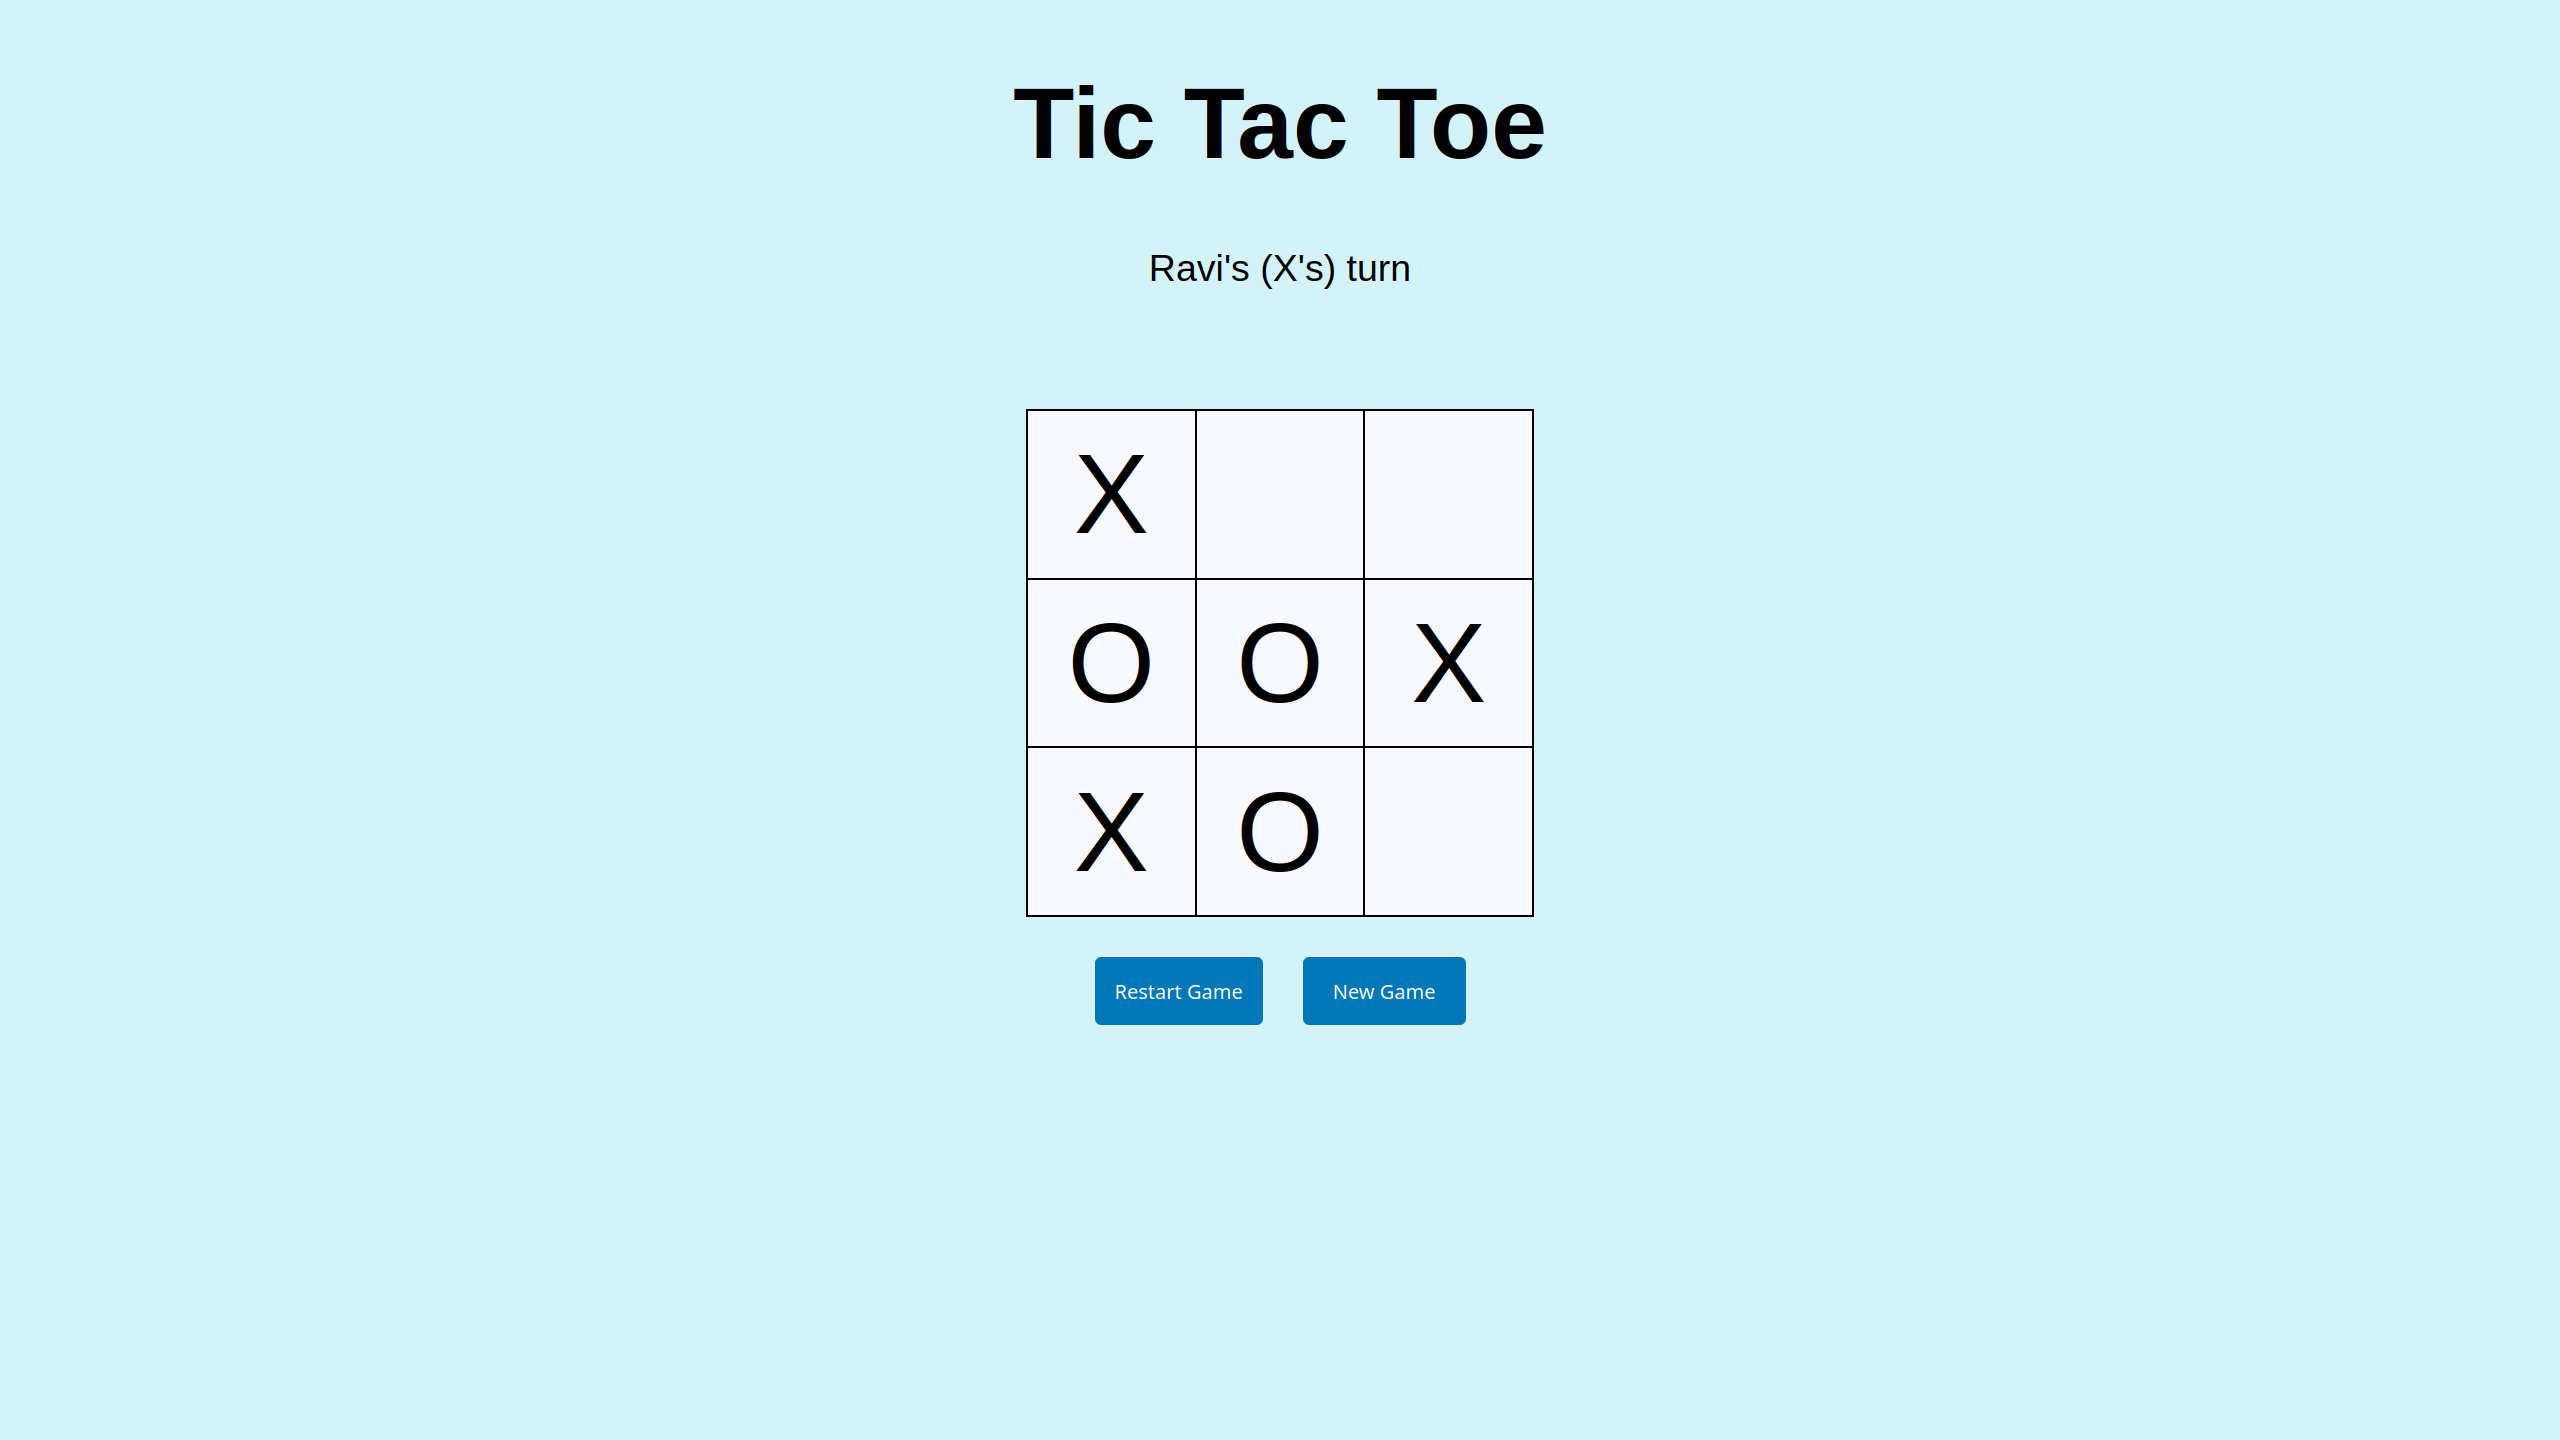 Tic Tac Toe
Ravi's (X's) turn
X
O O X
X O
Restart Game New Game